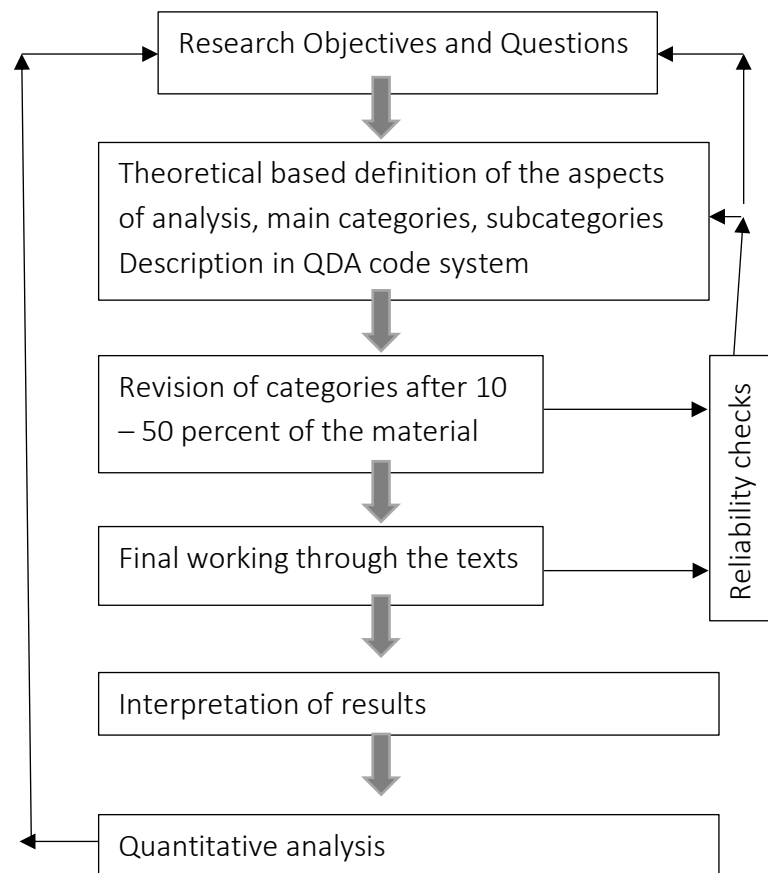 Research Objectives and Questions
Theoretical based definition of the aspects
of analysis, main categories, subcategories
Description in QDA code system
Revision of categories after 10
– 50 percent of the material
Reliability checks
Final working through the texts
Interpretation of results
Quantitative analysis